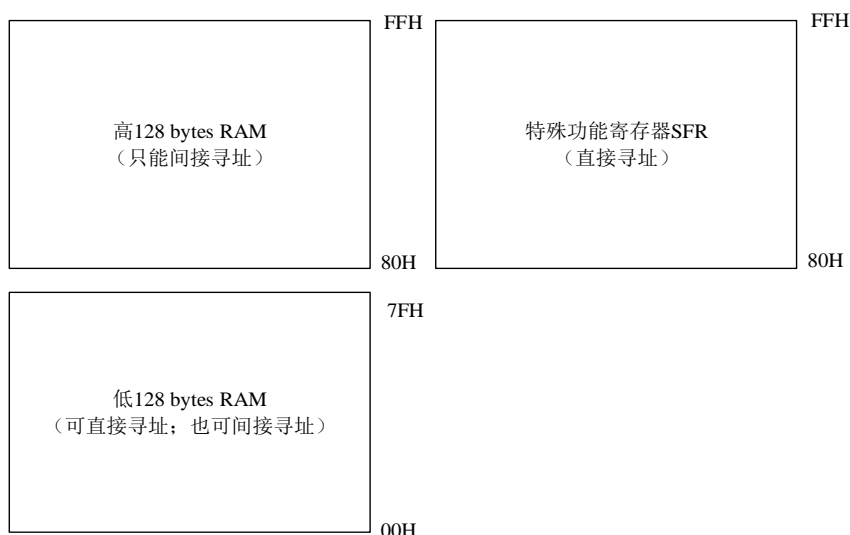 FFH
高128 bytes RAM
（只能间接寻址）
80H
FFH
特殊功能寄存器SFR
（直接寻址）
80H
7FH
低128 bytes RAM
（可直接寻址；也可间接寻址）
00H